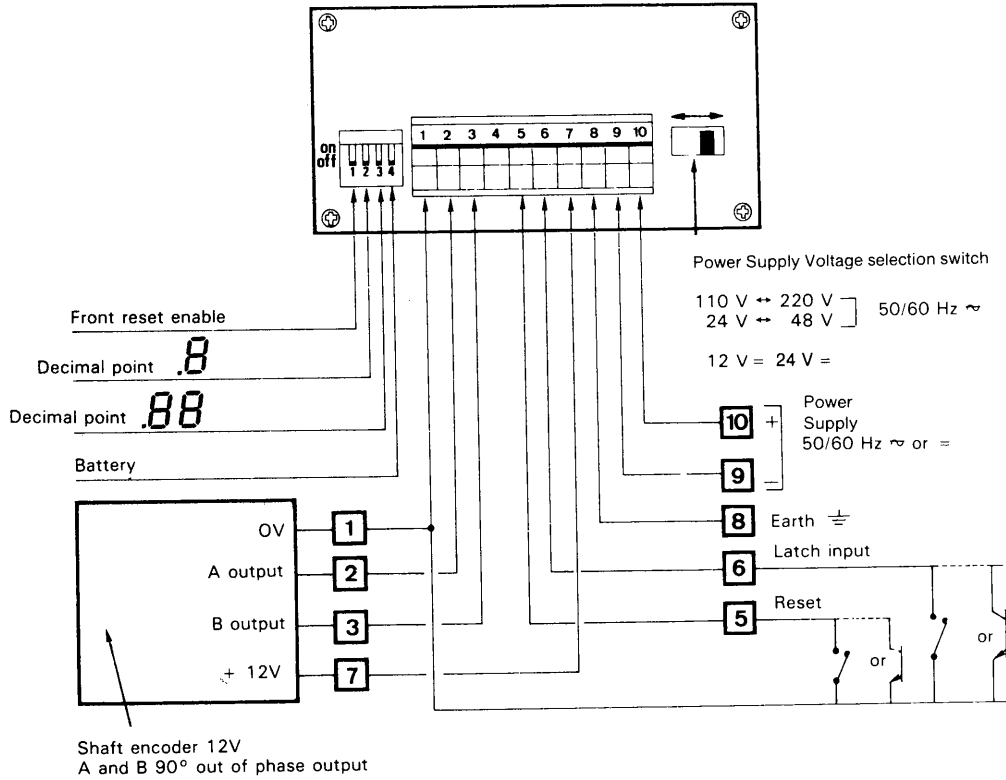 1 2 3 4 5 6 7 8 9 10
on
off
1 2 3 4
Power Supply Voltage selection switch
110 V ↔ 220 V
24 V ↔ 48 V
50/60 Hz ~
12 V = 24 V =
Front reset enable
Decimal point .8
Decimal point .88
Battery
10 + Power
Supply
50/60 Hz ~ or =
9 –
8 Earth
Latch input
6
Reset
5
or
or
0V 1
A output 2
B output 3
+ 12V 7
Shaft encoder 12V
A and B 90° out of phase output